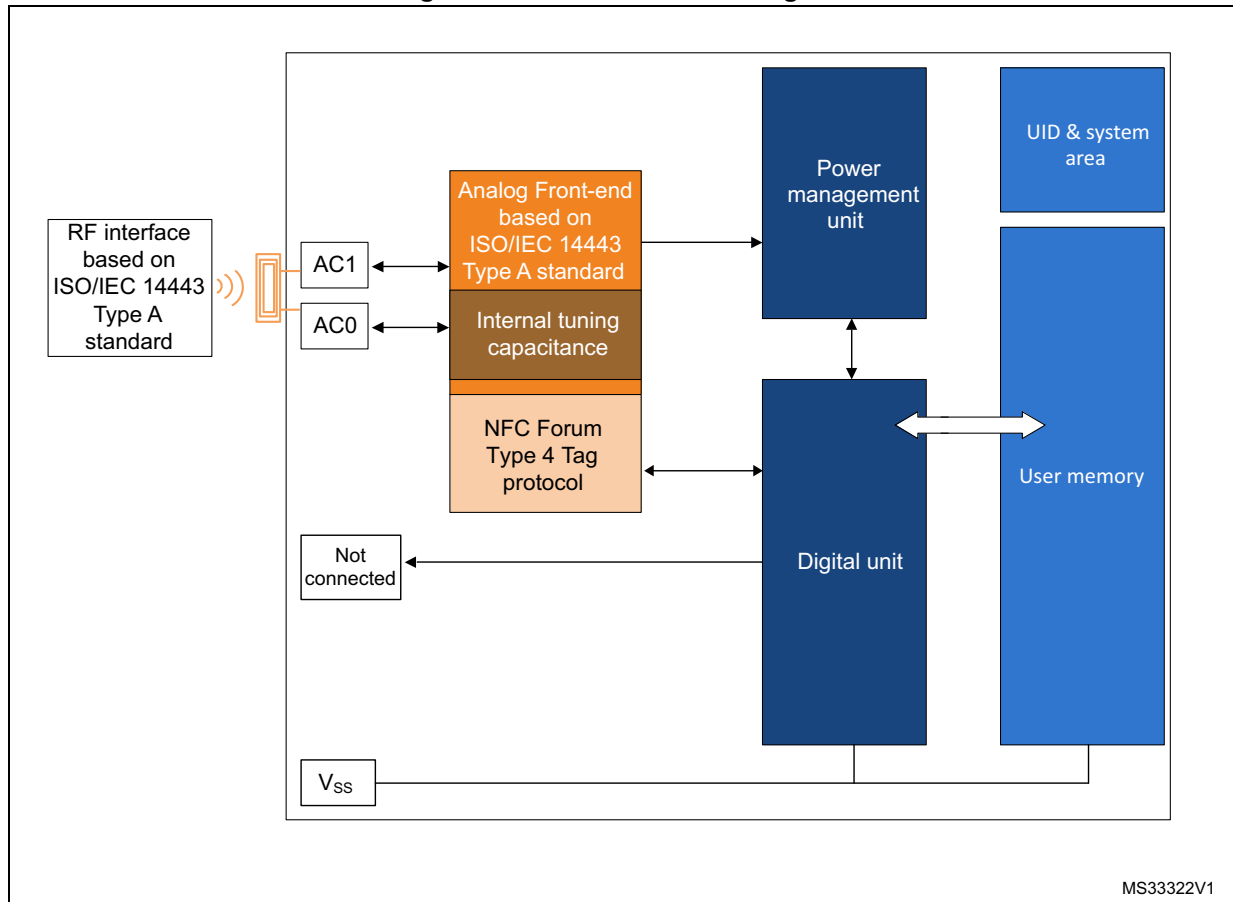 RF interface
based on
ISO/IEC 14443
Type A
standard
AC1
AC0
Analog Front-end
based on
ISO/IEC 14443
Type A standard
Internal tuning
capacitance
NFC Forum
Type 4 Tag
protocol
Not
connected
VSS
Power
management
unit
Digital unit
UID & system
area
User memory
MS33322V1